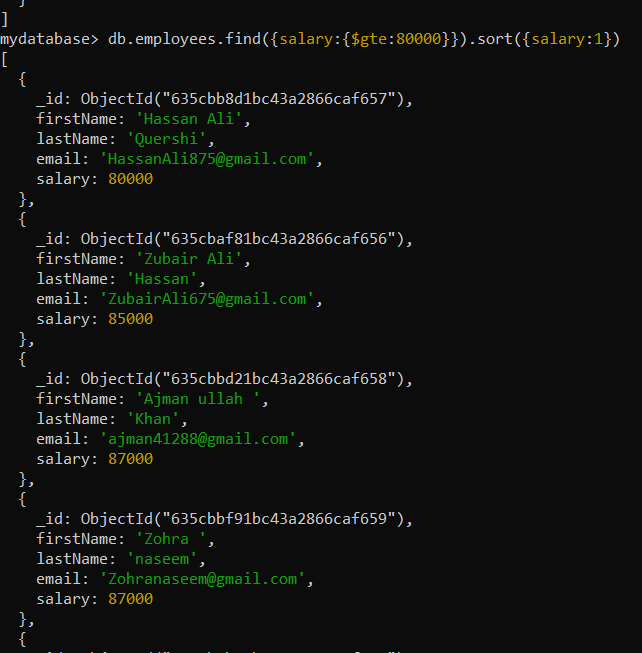 }
]
mydatabase> db.employees.find({salary:{$gte:80000}}).sort({salary:1})
[
  {
    _id: ObjectId("635cbb8d1bc43a2866caf657"),
    firstName: 'Hassan Ali',
    lastName: 'Quershi',
    email: 'HassanAli875@gmail.com',
    salary: 80000
  },
  {
    _id: ObjectId("635cbaf81bc43a2866caf656"),
    firstName: 'Zubair Ali',
    lastName: 'Hassan',
    email: 'ZubairAli675@gmail.com',
    salary: 85000
  },
  {
    _id: ObjectId("635cbbd21bc43a2866caf658"),
    firstName: 'Ajman ullah ',
    lastName: 'Khan',
    email: 'ajman41288@gmail.com',
    salary: 87000
  },
  {
    _id: ObjectId("635cbbf91bc43a2866caf659"),
    firstName: 'Zohra ',
    lastName: 'naseem',
    email: 'Zohranaseem@gmail.com',
    salary: 87000
  },
  {